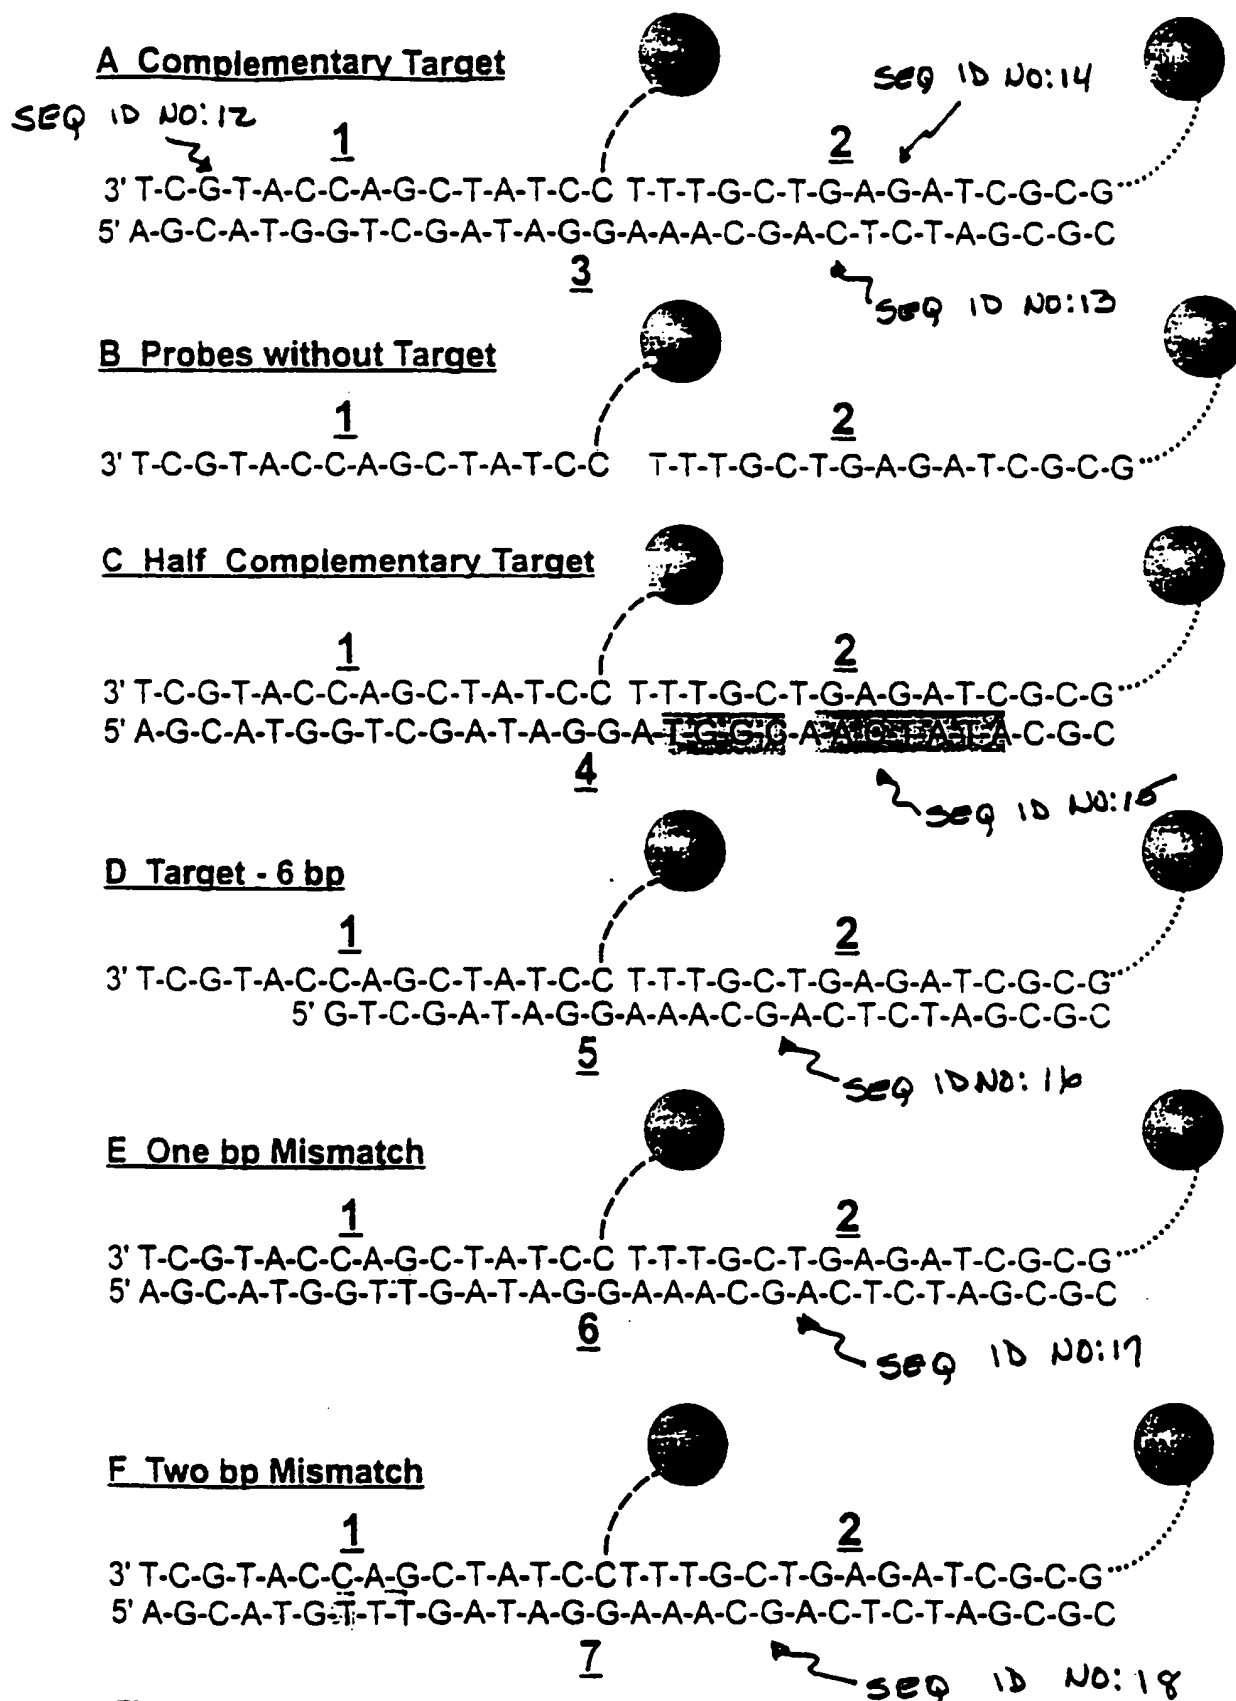 A Complementary Target
SEQ ID NO:12
SEQ ID NO:14
1 2
3' T-C-G-T-A-C-C-A-G-C-T-A-T-C-C T-T-T-G-C-T-G-A-G-A-T-C-G-C-G
5' A-G-C-A-T-G-G-T-C-G-A-T-A-G-G-A-A-A-C-G-A-C-T-C-T-A-G-C-G-C
3
SEQ ID NO:13
B Probes without Target
1 2
3' T-C-G-T-A-C-C-A-G-C-T-A-T-C-C T-T-T-G-C-T-G-A-G-A-T-C-G-C-G
C Half Complementary Target
1 2
3' T-C-G-T-A-C-C-A-G-C-T-A-T-C-C T-T-T-G-C-T-G-A-G-A-T-C-G-C-G
5' A-G-C-A-T-G-G-T-C-G-A-T-A-G-G-A-T-G-G-C-A-A-C-T-A-T-A-C-G-C
4
SEQ ID NO:15
D Target - 6 bp
1 2
3' T-C-G-T-A-C-C-A-G-C-T-A-T-C-C T-T-T-G-C-T-G-A-G-A-T-C-G-C-G
5' G-T-C-G-A-T-A-G-G-A-A-A-C-G-A-C-T-C-T-A-G-C-G-C
5
SEQ ID NO:16
E One bp Mismatch
1 2
3' T-C-G-T-A-C-C-A-G-C-T-A-T-C-C T-T-T-G-C-T-G-A-G-A-T-C-G-C-G
5' A-G-C-A-T-G-G-T-T-G-A-T-A-G-G-A-A-A-C-G-A-C-T-C-T-A-G-C-G-C
6
SEQ ID NO:17
F Two bp Mismatch
1 2
3' T-C-G-T-A-C-C-A-G-C-T-A-T-C-C T-T-T-G-C-T-G-A-G-A-T-C-G-C-G
5' A-G-C-A-T-G-T-T-T-G-A-T-A-G-G-A-A-A-C-G-A-C-T-C-T-A-G-C-G-C
7
SEQ ID NO:18